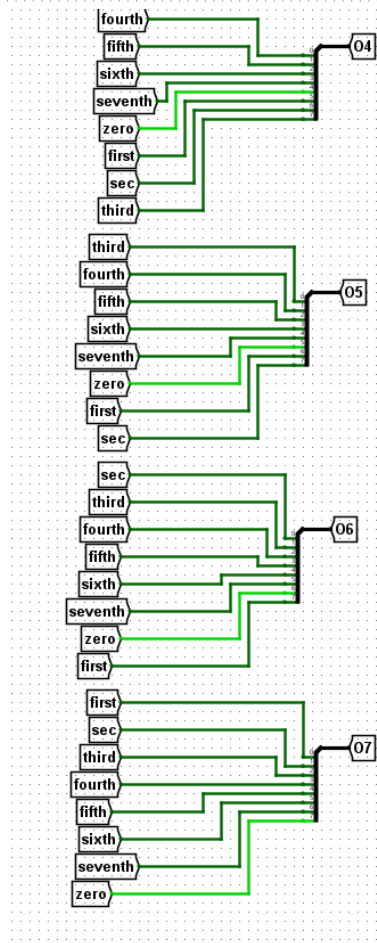 fourth
O4
fifth
sixth
seventh
zero
first
sec
third
third
fourth
O5
fifth
sixth
seventh
zero
first
sec
sec
third
fourth
O6
fifth
sixth
seventh
zero
first
first
sec
O7
third
fourth
fifth
sixth
seventh
zero